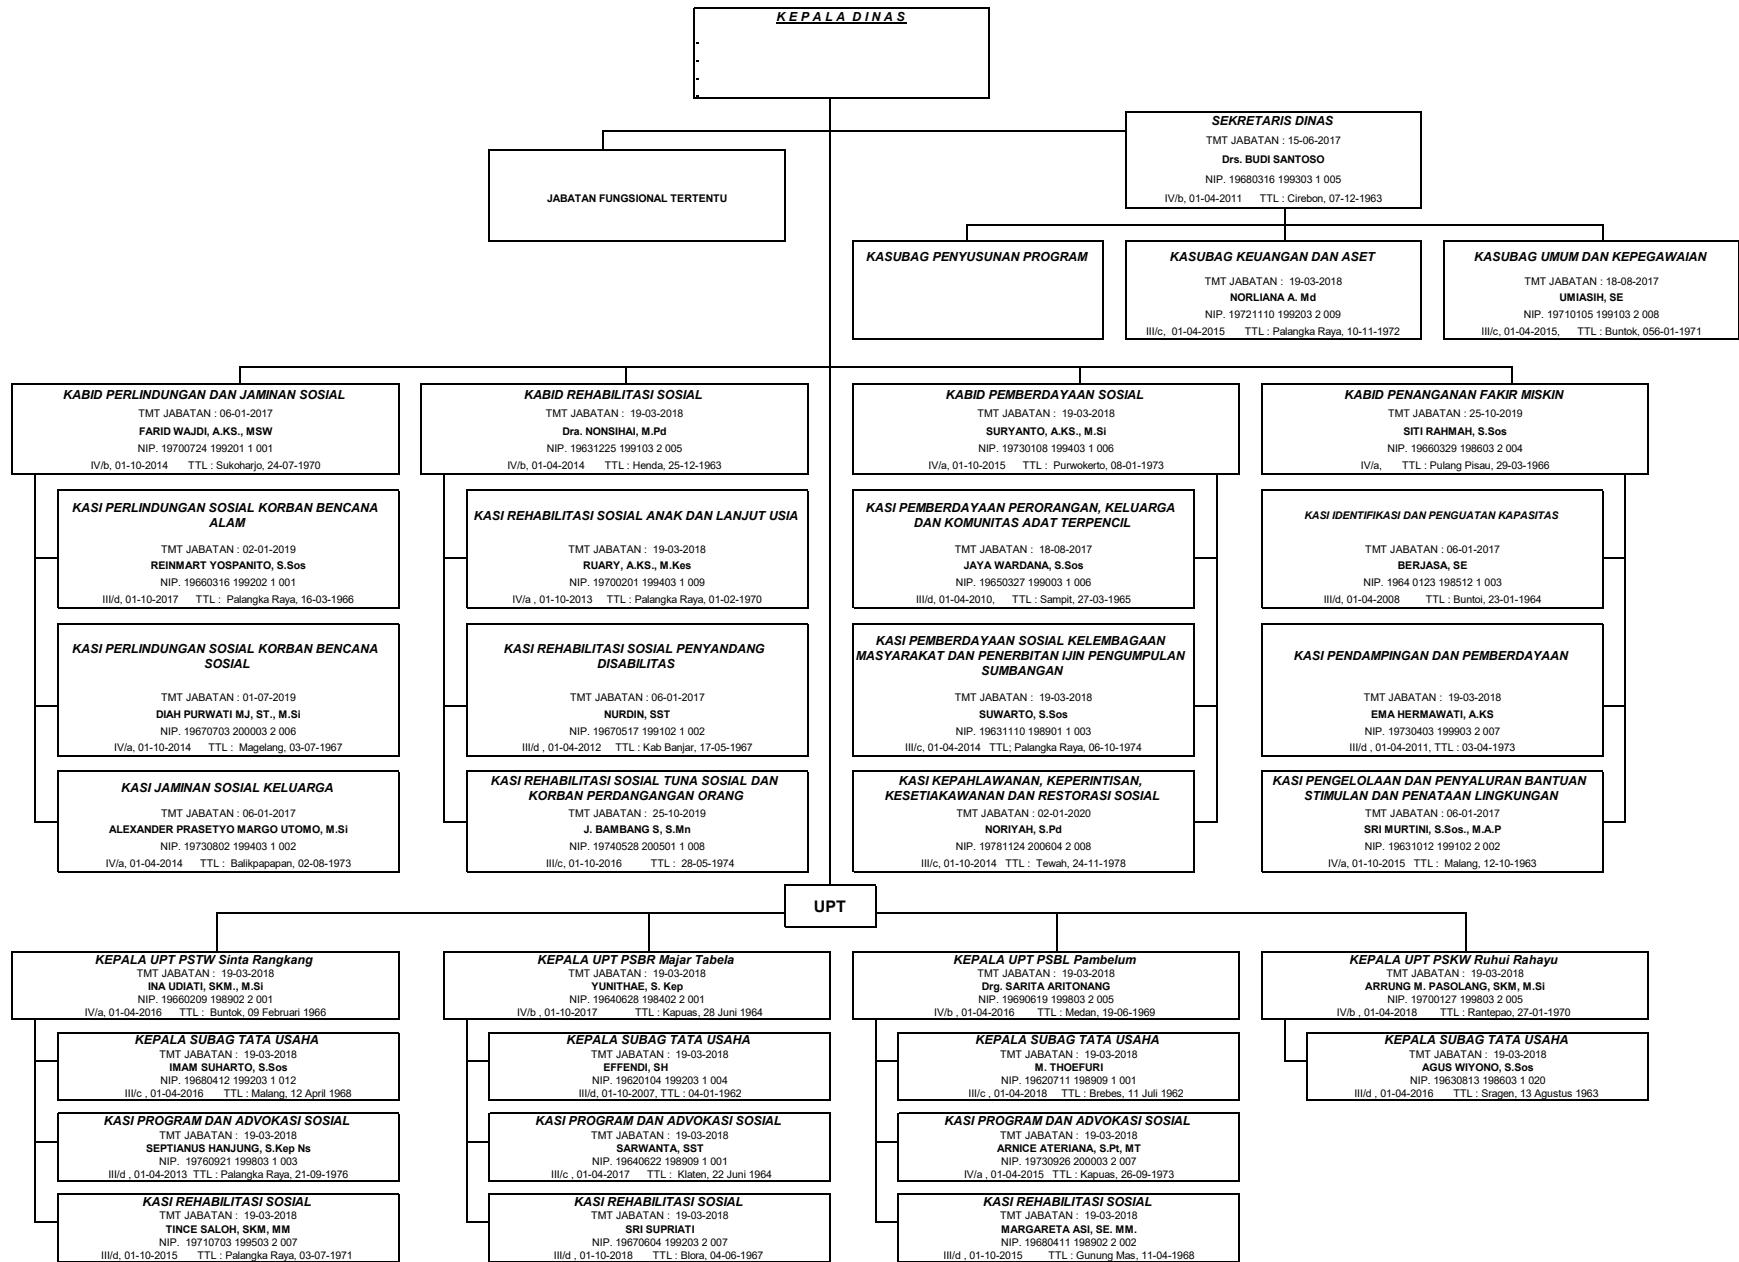 KEPALA DINAS
-
-
-
-
SEKRETARIS DINAS
TMT JABATAN : 15-06-2017
Drs. BUDI SANTOSO
NIP. 19680316 199303 1 005
IV/b, 01-04-2011 TTL : Cirebon, 07-12-1963
JABATAN FUNGSIONAL TERTENTU
KASUBAG PENYUSUNAN PROGRAM
KASUBAG KEUANGAN DAN ASET
TMT JABATAN : 19-03-2018
NORLIANA A. Md
NIP. 19721110 199203 2 009
III/c, 01-04-2015 TTL : Palangka Raya, 10-11-1972
KASUBAG UMUM DAN KEPEGAWAIAN
TMT JABATAN : 18-08-2017
UMIASIH, SE
NIP. 19710105 199103 2 008
III/c, 01-04-2015, TTL : Buntok, 056-01-1971
KABID PERLINDUNGAN DAN JAMINAN SOSIAL
TMT JABATAN : 06-01-2017
FARID WAJDI, A.KS., MSW
NIP. 19700724 199201 1 001
IV/b, 01-10-2014 TTL : Sukoharjo, 24-07-1970
KASI PERLINDUNGAN SOSIAL KORBAN BENCANA
ALAM
TMT JABATAN : 02-01-2019
REINMART YOSPANITO, S.Sos
NIP. 19660316 199202 1 001
III/d, 01-10-2017 TTL : Palangka Raya, 16-03-1966
KASI PERLINDUNGAN SOSIAL KORBAN BENCANA
SOSIAL
TMT JABATAN : 01-07-2019
DIAH PURWATI MJ, ST., M.Si
NIP. 19670703 200003 2 006
IV/a, 01-10-2014 TTL : Magelang, 03-07-1967
KASI JAMINAN SOSIAL KELUARGA
TMT JABATAN : 06-01-2017
ALEXANDER PRASETYO MARGO UTOMO, M.Si
NIP. 19730802 199403 1 002
IV/a, 01-04-2014 TTL : Balikpapapan, 02-08-1973
KABID REHABILITASI SOSIAL
TMT JABATAN : 19-03-2018
Dra. NONSIHAI, M.Pd
NIP. 19631225 199103 2 005
IV/b, 01-04-2014 TTL : Henda, 25-12-1963
KASI REHABILITASI SOSIAL ANAK DAN LANJUT USIA
TMT JABATAN : 19-03-2018
RUARY, A.KS., M.Kes
NIP. 19700201 199403 1 009
IV/a , 01-10-2013 TTL : Palangka Raya, 01-02-1970
KASI REHABILITASI SOSIAL PENYANDANG
DISABILITAS
TMT JABATAN : 06-01-2017
NURDIN, SST
NIP. 19670517 199102 1 002
III/d , 01-04-2012 TTL : Kab Banjar, 17-05-1967
KASI REHABILITASI SOSIAL TUNA SOSIAL DAN
KORBAN PERDANGANGAN ORANG
TMT JABATAN : 25-10-2019
J. BAMBANG S, S.Mn
NIP. 19740528 200501 1 008
III/c, 01-10-2016 TTL : 28-05-1974
KABID PEMBERDAYAAN SOSIAL
TMT JABATAN : 19-03-2018
SURYANTO, A.KS., M.Si
NIP. 19730108 199403 1 006
IV/a, 01-10-2015 TTL : Purwokerto, 08-01-1973
KASI PEMBERDAYAAN PERORANGAN, KELUARGA
DAN KOMUNITAS ADAT TERPENCIL
TMT JABATAN : 18-08-2017
JAYA WARDANA, S.Sos
NIP. 19650327 199003 1 006
III/d, 01-04-2010, TTL : Sampit, 27-03-1965
KASI PEMBERDAYAAN SOSIAL KELEMBAGAAN
MASYARAKAT DAN PENERBITAN IJIN PENGUMPULAN
SUMBANGAN
TMT JABATAN : 19-03-2018
SUWARTO, S.Sos
NIP. 19631110 198901 1 003
III/c, 01-04-2014 TTL; Palangka Raya, 06-10-1974
KASI KEPAHLAWANAN, KEPERINTISAN,
KESETIAKAWANAN DAN RESTORASI SOSIAL
TMT JABATAN : 02-01-2020
NORIYAH, S.Pd
NIP. 19781124 200604 2 008
III/c, 01-10-2014 TTL : Tewah, 24-11-1978
KABID PENANGANAN FAKIR MISKIN
TMT JABATAN : 25-10-2019
SITI RAHMAH, S.Sos
NIP. 19660329 198603 2 004
IV/a, TTL : Pulang Pisau, 29-03-1966
KASI IDENTIFIKASI DAN PENGUATAN KAPASITAS
TMT JABATAN : 06-01-2017
BERJASA, SE
NIP. 1964 0123 198512 1 003
III/d, 01-04-2008 TTL : Buntoi, 23-01-1964
KASI PENDAMPINGAN DAN PEMBERDAYAAN
TMT JABATAN : 19-03-2018
EMA HERMAWATI, A.KS
NIP. 19730403 199903 2 007
III/d , 01-04-2011, TTL : 03-04-1973
KASI PENGELOLAAN DAN PENYALURAN BANTUAN
STIMULAN DAN PENATAAN LINGKUNGAN
TMT JABATAN : 06-01-2017
SRI MURTINI, S.Sos., M.A.P
NIP. 19631012 199102 2 002
IV/a, 01-10-2015 TTL : Malang, 12-10-1963
UPT
KEPALA UPT PSTW Sinta Rangkang
TMT JABATAN : 19-03-2018
INA UDIATI, SKM., M.Si
NIP. 19660209 198902 2 001
IV/a, 01-04-2016 TTL : Buntok, 09 Februari 1966
KEPALA SUBAG TATA USAHA
TMT JABATAN : 19-03-2018
IMAM SUHARTO, S.Sos
NIP. 19680412 199203 1 012
III/c , 01-04-2016 TTL : Malang, 12 April 1968
KASI PROGRAM DAN ADVOKASI SOSIAL
TMT JABATAN : 19-03-2018
SEPTIANUS HANJUNG, S.Kep Ns
NIP. 19760921 199803 1 003
III/d , 01-04-2013 TTL : Palangka Raya, 21-09-1976
KASI REHABILITASI SOSIAL
TMT JABATAN : 19-03-2018
TINCE SALOH, SKM, MM
NIP. 19710703 199503 2 007
III/d, 01-10-2015 TTL : Palangka Raya, 03-07-1971
KEPALA UPT PSBR Majar Tabela
TMT JABATAN : 19-03-2018
YUNITHAE, S. Kep
NIP. 19640628 198402 2 001
IV/b , 01-10-2017 TTL : Kapuas, 28 Juni 1964
KEPALA SUBAG TATA USAHA
TMT JABATAN : 19-03-2018
EFFENDI, SH
NIP. 19620104 199203 1 004
III/d, 01-10-2007, TTL : 04-01-1962
KASI PROGRAM DAN ADVOKASI SOSIAL
TMT JABATAN : 19-03-2018
SARWANTA, SST
NIP. 19640622 198909 1 001
III/c , 01-04-2017 TTL : Klaten, 22 Juni 1964
KASI REHABILITASI SOSIAL
TMT JABATAN : 19-03-2018
SRI SUPRIATI
NIP. 19670604 199203 2 007
III/d , 01-10-2018 TTL : Blora, 04-06-1967
KEPALA UPT PSBL Pambelum
TMT JABATAN : 19-03-2018
Drg. SARITA ARITONANG
NIP. 19690619 199803 2 005
IV/b , 01-04-2016 TTL : Medan, 19-06-1969
KEPALA SUBAG TATA USAHA
TMT JABATAN : 19-03-2018
M. THOEFURI
NIP. 19620711 198909 1 001
III/c , 01-04-2018 TTL : Brebes, 11 Juli 1962
KASI PROGRAM DAN ADVOKASI SOSIAL
TMT JABATAN : 19-03-2018
ARNICE ATERIANA, S.Pt, MT
NIP. 19730926 200003 2 007
IV/a , 01-04-2015 TTL : Kapuas, 26-09-1973
KASI REHABILITASI SOSIAL
TMT JABATAN : 19-03-2018
MARGARETA ASI, SE. MM.
NIP. 19680411 198902 2 002
III/d , 01-10-2015 TTL : Gunung Mas, 11-04-1968
KEPALA UPT PSKW Ruhui Rahayu
TMT JABATAN : 19-03-2018
ARRUNG M. PASOLANG, SKM, M.Si
NIP. 19700127 199803 2 005
IV/b , 01-04-2018 TTL : Rantepao, 27-01-1970
KEPALA SUBAG TATA USAHA
TMT JABATAN : 19-03-2018
AGUS WIYONO, S.Sos
NIP. 19630813 198603 1 020
III/d , 01-04-2016 TTL : Sragen, 13 Agustus 1963